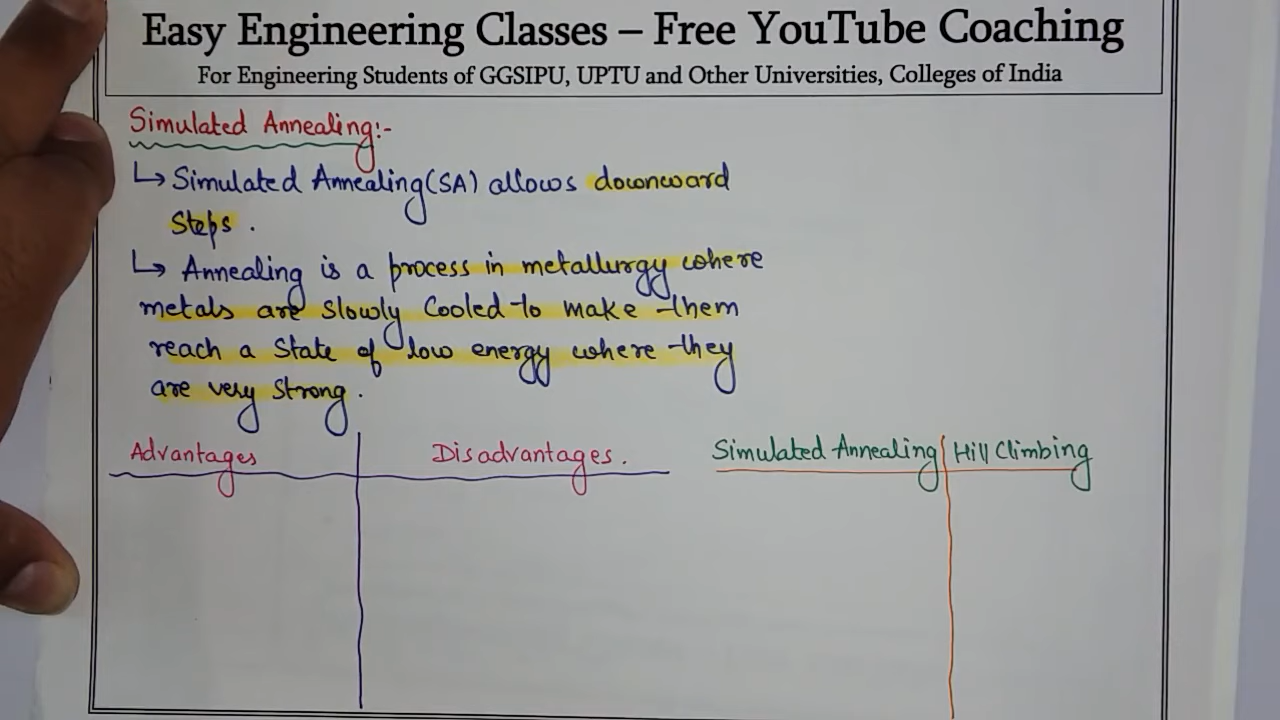 Easy Engineering Classes – Free YouTube Coaching
For Engineering Students of GGSIPU, UPTU and Other Universities, Colleges of India
Simulated Annealing:-
↳ Simulated Annealing(SA) allows downward
Steps.
↳ Annealing is a process in metallurgy where
metals are slowly Cooled to make them
reach a State of low energy where they
are very Strong.
Advantages
Disadvantages.
Simulated Annealing
Hill Climbing